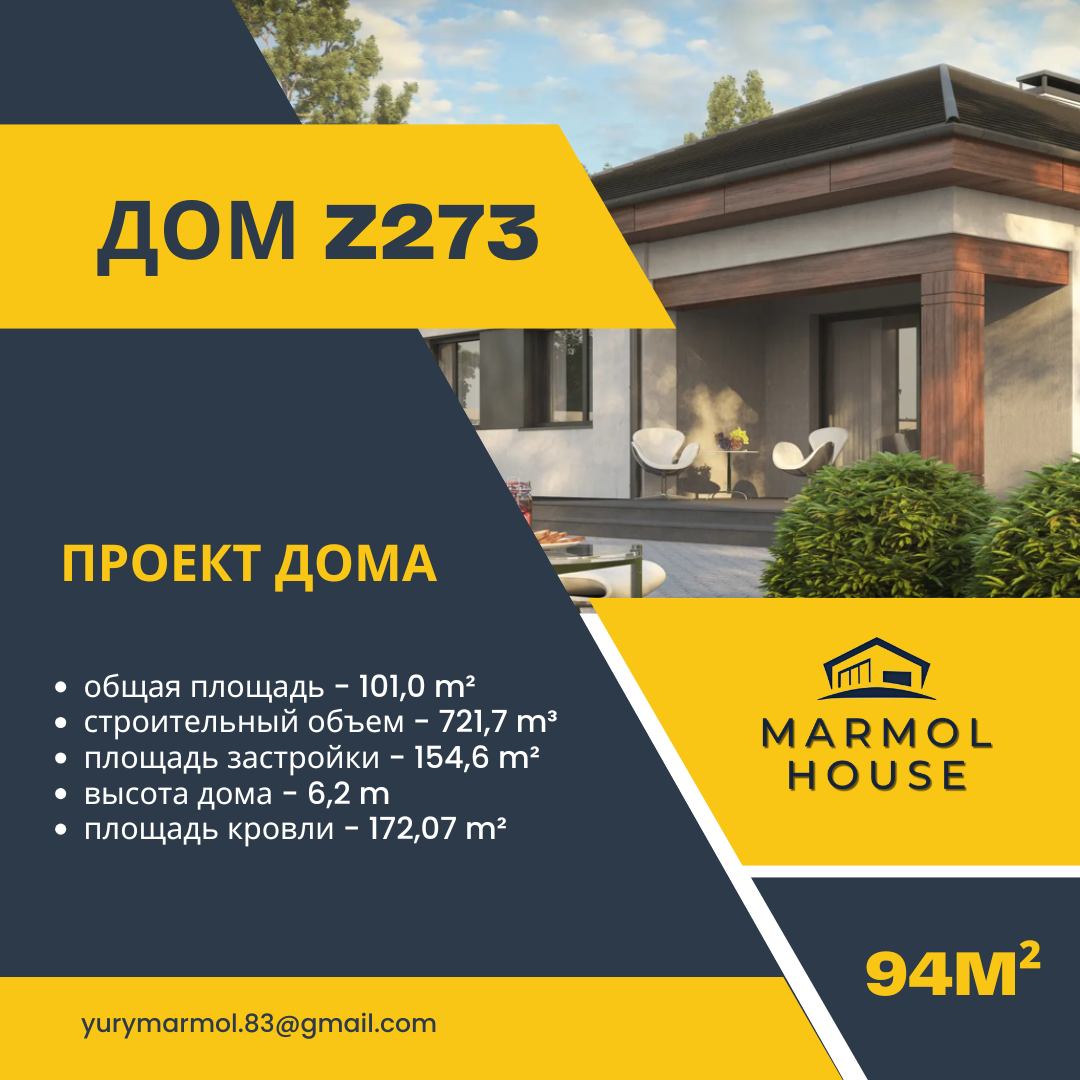 ДОМ Z273
ПРОЕКТ ДОМА
• общая площадь - 101,0 m²
• строительный объем - 721,7 m³
• площадь застройки - 154,6 m²
• высота дома - 6,2 m
• площадь кровли - 172,07 m²
MARMOL
HOUSE
94М²
yurymarmol.83@gmail.com